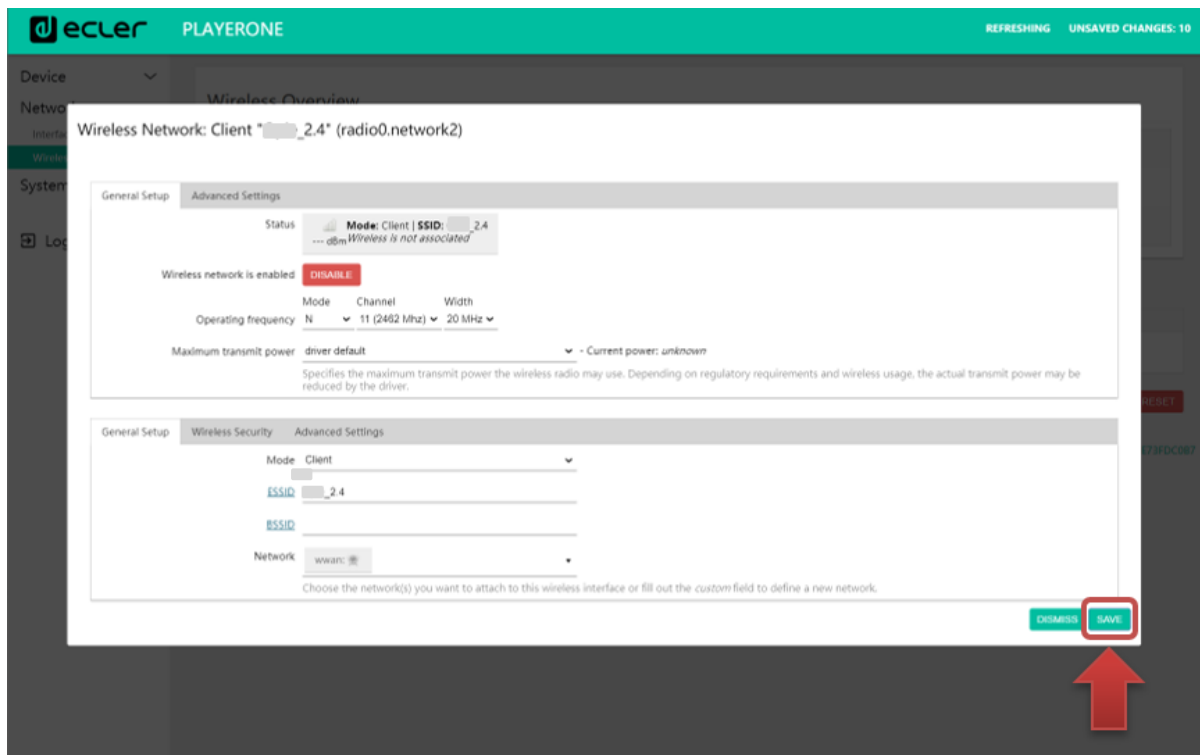 ecler PLAYERONE REFRESHING UNSAVED CHANGES: 10
Device
Wireless Overview
Netwo
Interfac
Wireles
System
Log
Wireless Network: Client " _2.4" (radio0.network2)
General Setup Advanced Settings
Status Mode: Client | SSID: _2.4
--- dBm Wireless is not associated
Wireless network is enabled DISABLE
Mode Channel Width
Operating frequency N 11 (2462 Mhz) 20 MHz
Maximum transmit power driver default - Current power: unknown
Specifies the maximum transmit power the wireless radio may use. Depending on regulatory requirements and wireless usage, the actual transmit power may be
reduced by the driver.
RESET
General Setup Wireless Security Advanced Settings
Mode Client
ESSID _2.4
BSSID
Network wwan:
Choose the network(s) you want to attach to this wireless interface or fill out the custom field to define a new network.
DISMISS SAVE